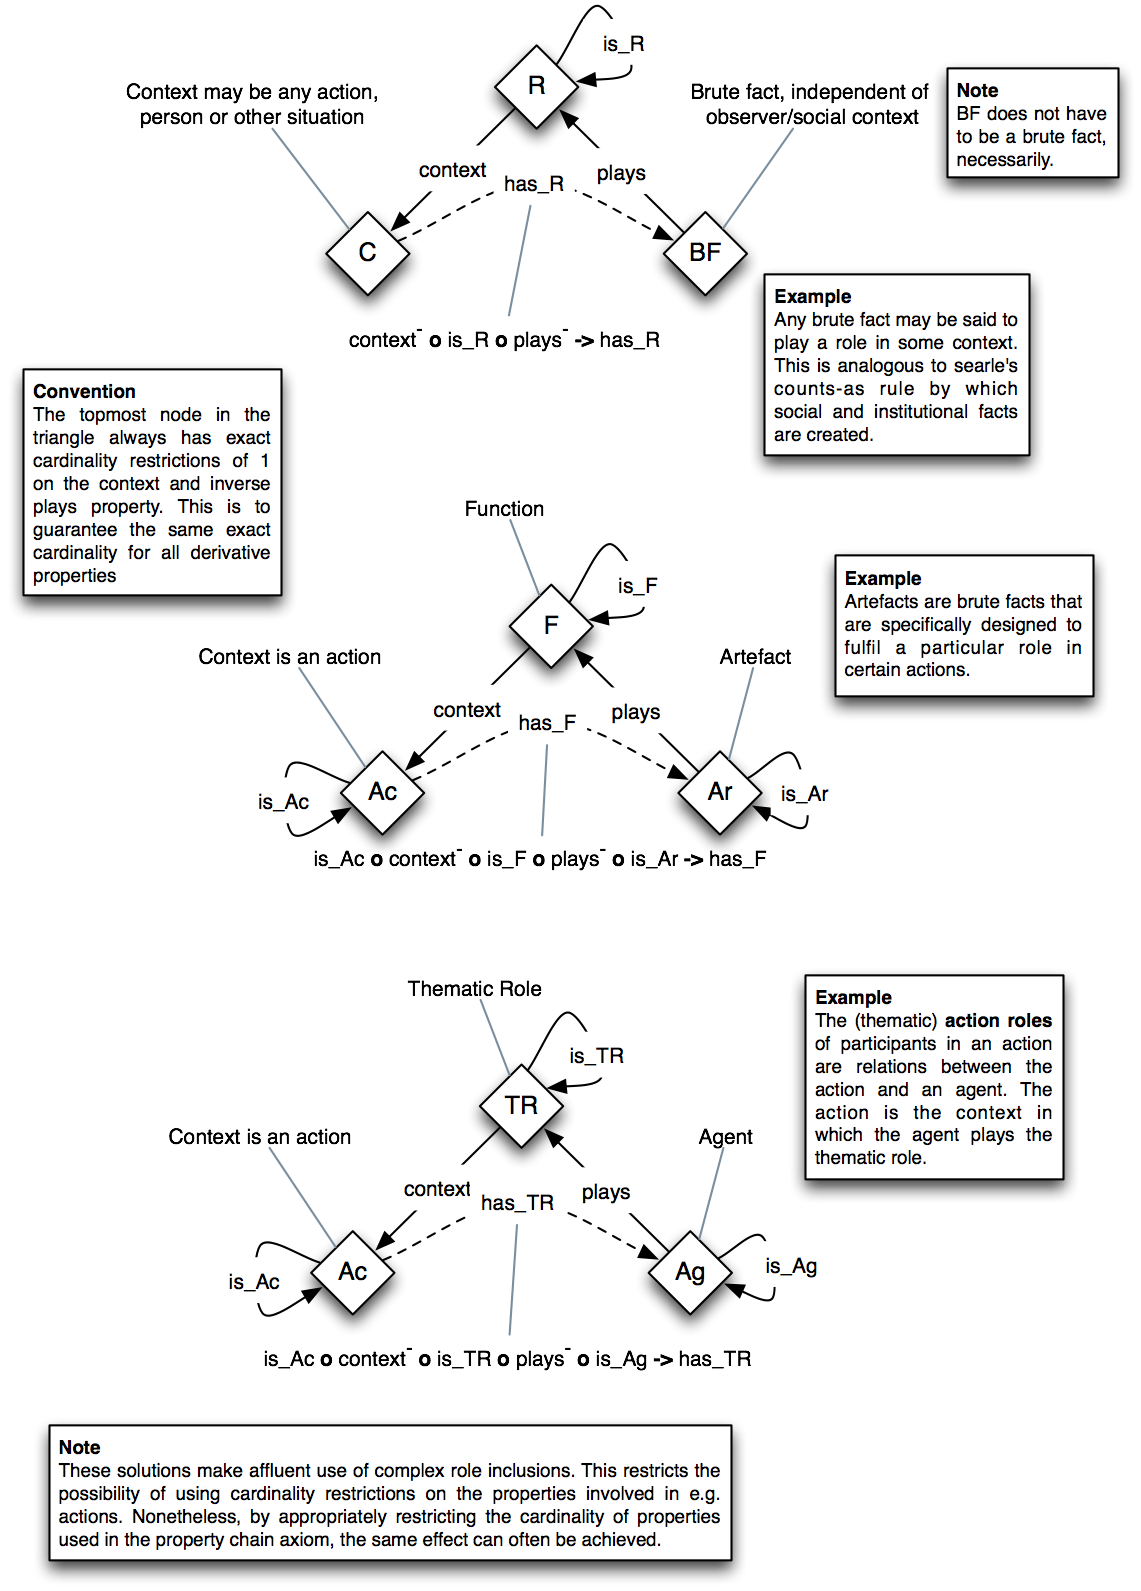 is_R
R
Context may be any action,
person or other situation
Brute fact, independent of
observer/social context
Note
BF does not have
to be a brute fact,
necessarily.
context
has_R
plays
C
BF
context⁻ o is_R o plays⁻ -> has_R
Example
Any brute fact may be said to
play a role in some context.
This is analogous to searle's
counts-as rule by which
social and institutional facts
are created.
Convention
The topmost node in the
triangle always has exact
cardinality restrictions of 1
on the context and inverse
plays property. This is to
guarantee the same exact
cardinality for all derivative
properties
Function
is_F
F
Example
Artefacts are brute facts that
are specifically designed to
fulfil a particular role in
certain actions.
Context is an action
Artefact
context
has_F
plays
is_Ac
Ac
Ar
is_Ar
is_Ac o context⁻ o is_F o plays⁻ o is_Ar -> has_F
Thematic Role
is_TR
TR
Example
The (thematic) action roles
of participants in an action
are relations between the
action and an agent. The
action is the context in
which the agent plays the
thematic role.
Context is an action
Agent
context
has_TR
plays
is_Ac
Ac
Ag
is_Ag
is_Ac o context⁻ o is_TR o plays⁻ o is_Ag -> has_TR
Note
These solutions make affluent use of complex role inclusions. This restricts the
possibility of using cardinality restrictions on the properties involved in e.g.
actions. Nonetheless, by appropriately restricting the cardinality of properties
used in the property chain axiom, the same effect can often be achieved.